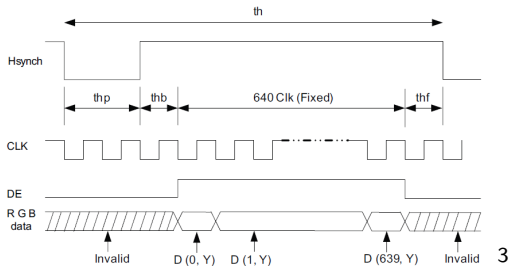 th
Hsynch
thp thb 640 Clk (Fixed) thf
CLK
DE
R G B
data
Invalid D (0, Y) D (1, Y) D (639, Y) Invalid 3